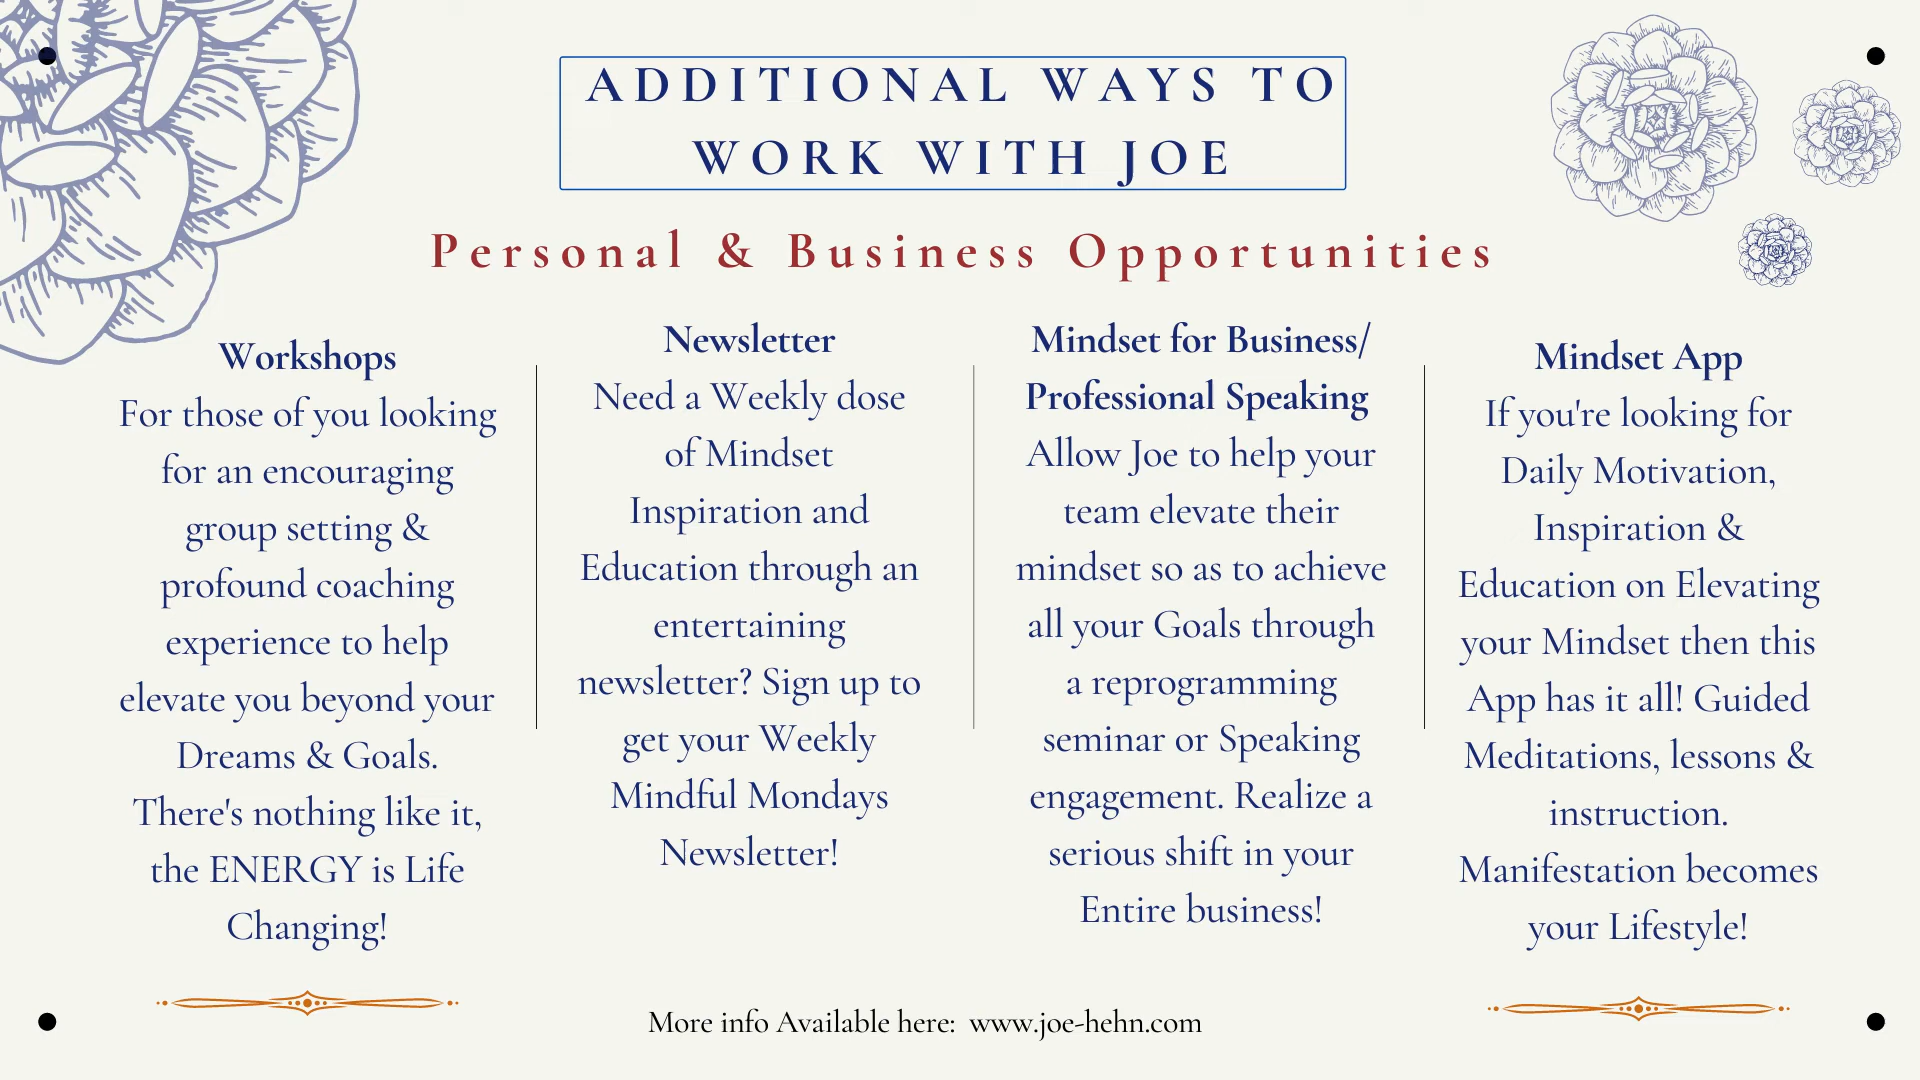 ADDITIONAL WAYS TO
WORK WITH JOE
Personal & Business Opportunities
Workshops
For those of you looking
for an encouraging
group setting &
profound coaching
experience to help
elevate you beyond your
Dreams & Goals.
There's nothing like it,
the ENERGY is Life
Changing!
Newsletter
Need a Weekly dose
of Mindset
Inspiration and
Education through an
entertaining
newsletter? Sign up to
get your Weekly
Mindful Mondays
Newsletter!
Mindset for Business/
Professional Speaking
Allow Joe to help your
team elevate their
mindset so as to achieve
all your Goals through
a reprogramming
seminar or Speaking
engagement. Realize a
serious shift in your
Entire business!
Mindset App
If you're looking for
Daily Motivation,
Inspiration &
Education on Elevating
your Mindset then this
App has it all! Guided
Meditations, lessons &
instruction.
Manifestation becomes
your Lifestyle!
More info Available here: www.joe-hehn.com